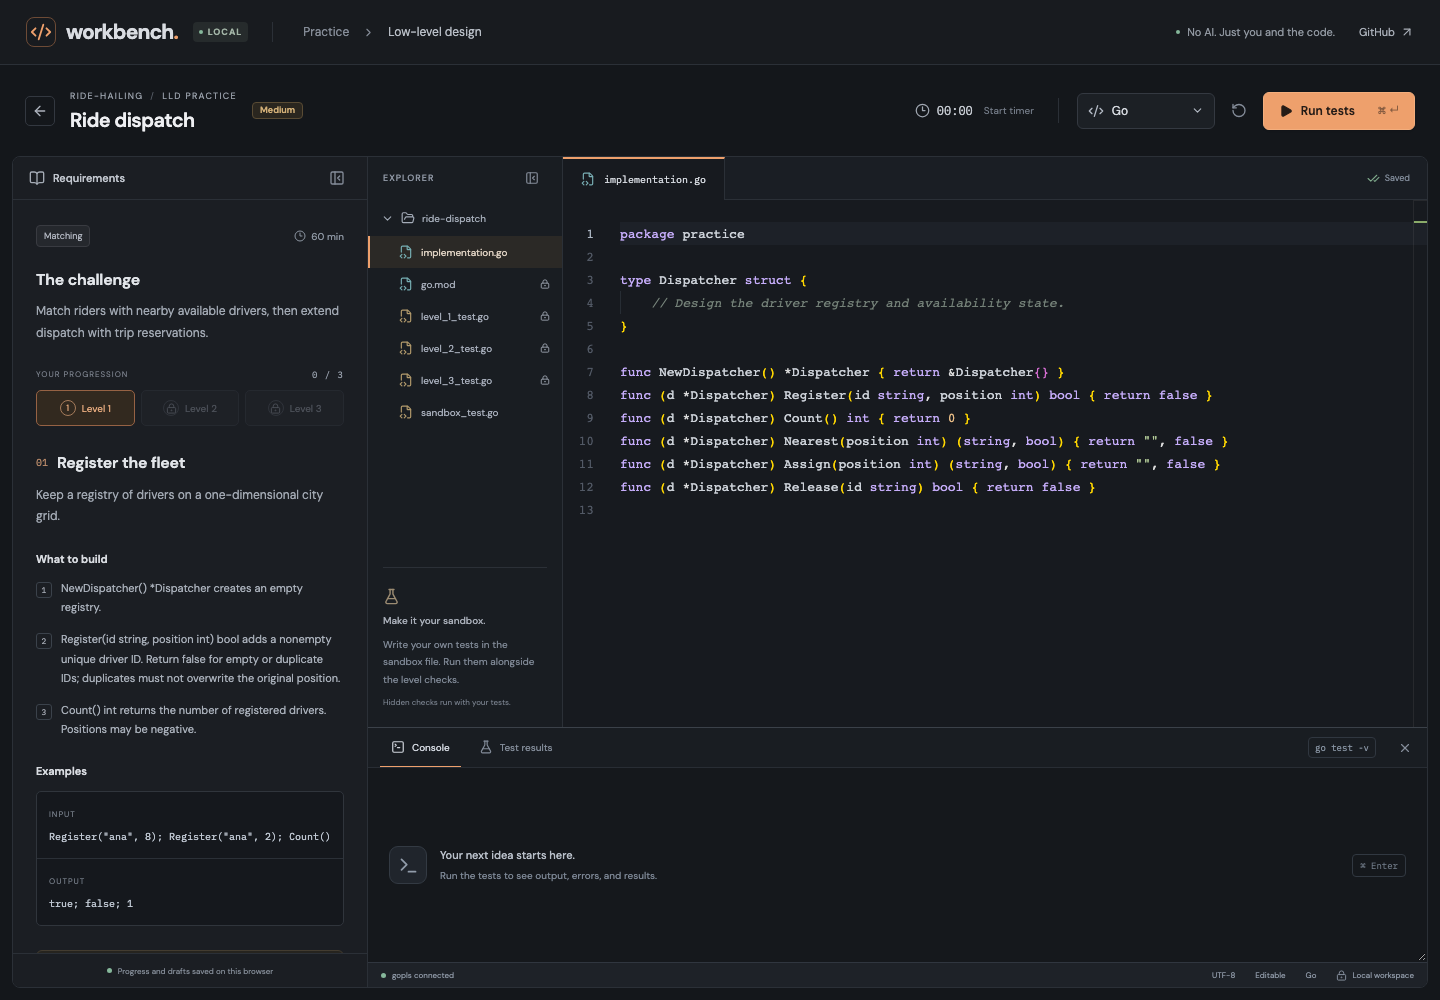 workbench.
LOCAL
Practice
Low-level design
No AI. Just you and the code.
GitHub
RIDE-HAILING / LLD PRACTICE
Ride dispatch
Medium
00:00
Start timer
Go
Run tests
⌘ ↵
Requirements
Matching
60 min
The challenge
Match riders with nearby available drivers, then extend
dispatch with trip reservations.
YOUR PROGRESSION
0 / 3
1 Level 1
Level 2
Level 3
01 Register the fleet
Keep a registry of drivers on a one-dimensional city
grid.
What to build
1 NewDispatcher() *Dispatcher creates an empty
registry.
2 Register(id string, position int) bool adds a nonempty
unique driver ID. Return false for empty or duplicate
IDs; duplicates must not overwrite the original position.
3 Count() int returns the number of registered drivers.
Positions may be negative.
Examples
INPUT
Register("ana", 8); Register("ana", 2); Count()
OUTPUT
true; false; 1
Progress and drafts saved on this browser
EXPLORER
ride-dispatch
implementation.go
go.mod
level_1_test.go
level_2_test.go
level_3_test.go
sandbox_test.go
Make it your sandbox.
Write your own tests in the
sandbox file. Run them alongside
the level checks.
Hidden checks run with your tests.
implementation.go
Saved
1 package practice
2
3 type Dispatcher struct {
4 // Design the driver registry and availability state.
5 }
6
7 func NewDispatcher() *Dispatcher { return &Dispatcher{} }
8 func (d *Dispatcher) Register(id string, position int) bool { return false }
9 func (d *Dispatcher) Count() int { return 0 }
10 func (d *Dispatcher) Nearest(position int) (string, bool) { return "", false }
11 func (d *Dispatcher) Assign(position int) (string, bool) { return "", false }
12 func (d *Dispatcher) Release(id string) bool { return false }
13
Console
Test results
go test -v
Your next idea starts here.
Run the tests to see output, errors, and results.
⌘ Enter
gopls connected
UTF-8
Editable
Go
Local workspace